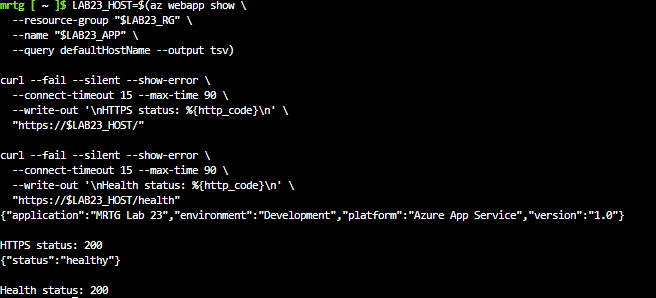 mrtg [ ~ ]$ LAB23_HOST=$(az webapp show \
  --resource-group "$LAB23_RG" \
  --name "$LAB23_APP" \
  --query defaultHostName --output tsv)

curl --fail --silent --show-error \
  --connect-timeout 15 --max-time 90 \
  --write-out '\nHTTPS status: %{http_code}\n' \
  "https://$LAB23_HOST/"

curl --fail --silent --show-error \
  --connect-timeout 15 --max-time 90 \
  --write-out '\nHealth status: %{http_code}\n' \
  "https://$LAB23_HOST/health"
{"application":"MRTG Lab 23","environment":"Development","platform":"Azure App Service","version":"1.0"}

HTTPS status: 200
{"status":"healthy"}

Health status: 200